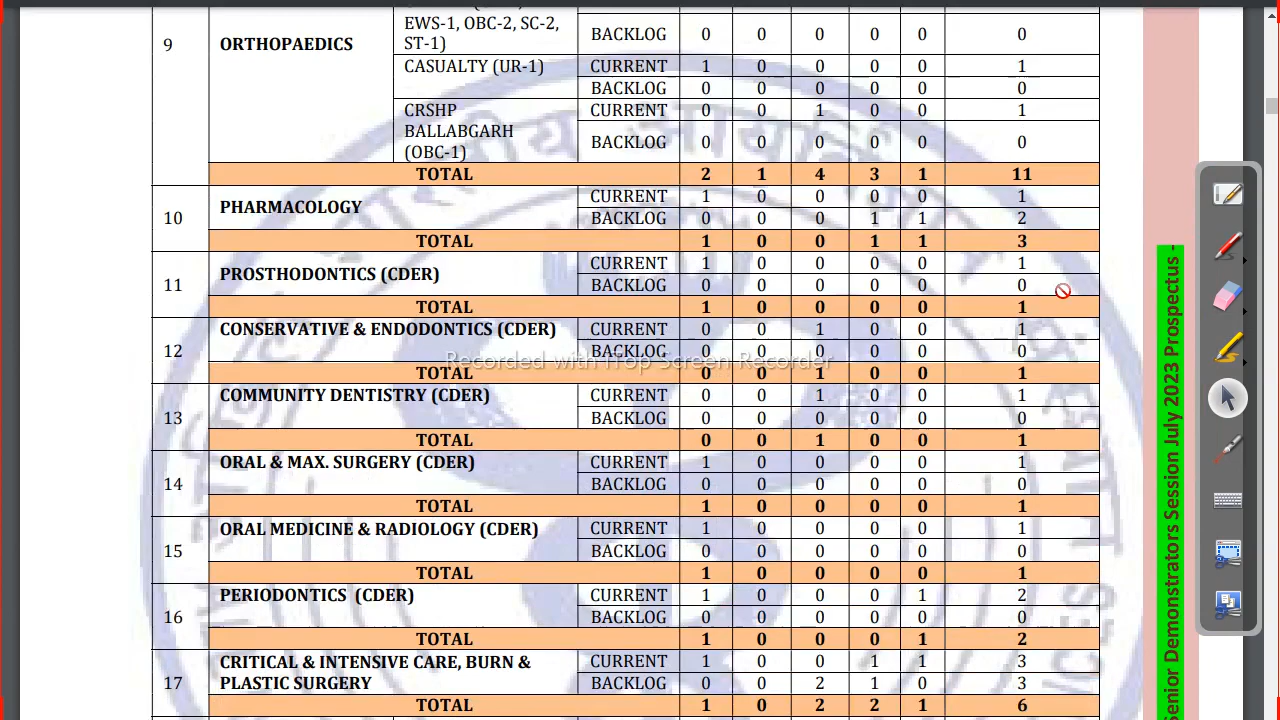 EWS-1, OBC-2, SC-2,
ST-1)
9 ORTHOPAEDICS BACKLOG 0 0 0 0 0 0
CASUALTY (UR-1) CURRENT 1 0 0 0 0 1
BACKLOG 0 0 0 0 0 0
CRSHP CURRENT 0 0 1 0 0 1
BALLABGARH
(OBC-1) BACKLOG 0 0 0 0 0 0
TOTAL 2 1 4 3 1 11
10 PHARMACOLOGY CURRENT 1 0 0 0 0 1
BACKLOG 0 0 0 1 1 2
TOTAL 1 0 0 1 1 3
11 PROSTHODONTICS (CDER) CURRENT 1 0 0 0 0 1
BACKLOG 0 0 0 0 0 0
TOTAL 1 0 0 0 0 1
12 CONSERVATIVE & ENDODONTICS (CDER) CURRENT 0 0 1 0 0 1
BACKLOG 0 0 0 0 0 0
Recorded with iTop Screen Recorder
TOTAL 0 0 1 0 0 1
13 COMMUNITY DENTISTRY (CDER) CURRENT 0 0 1 0 0 1
BACKLOG 0 0 0 0 0 0
TOTAL 0 0 1 0 0 1
14 ORAL & MAX. SURGERY (CDER) CURRENT 1 0 0 0 0 1
BACKLOG 0 0 0 0 0 0
TOTAL 1 0 0 0 0 1
15 ORAL MEDICINE & RADIOLOGY (CDER) CURRENT 1 0 0 0 0 1
BACKLOG 0 0 0 0 0 0
TOTAL 1 0 0 0 0 1
16 PERIODONTICS (CDER) CURRENT 1 0 0 0 1 2
BACKLOG 0 0 0 0 0 0
TOTAL 1 0 0 0 1 2
17 CRITICAL & INTENSIVE CARE, BURN & CURRENT 1 0 0 1 1 3
PLASTIC SURGERY BACKLOG 0 0 2 1 0 3
TOTAL 1 0 2 2 1 6
Senior Demonstrators Session July 2023 Prospectus -